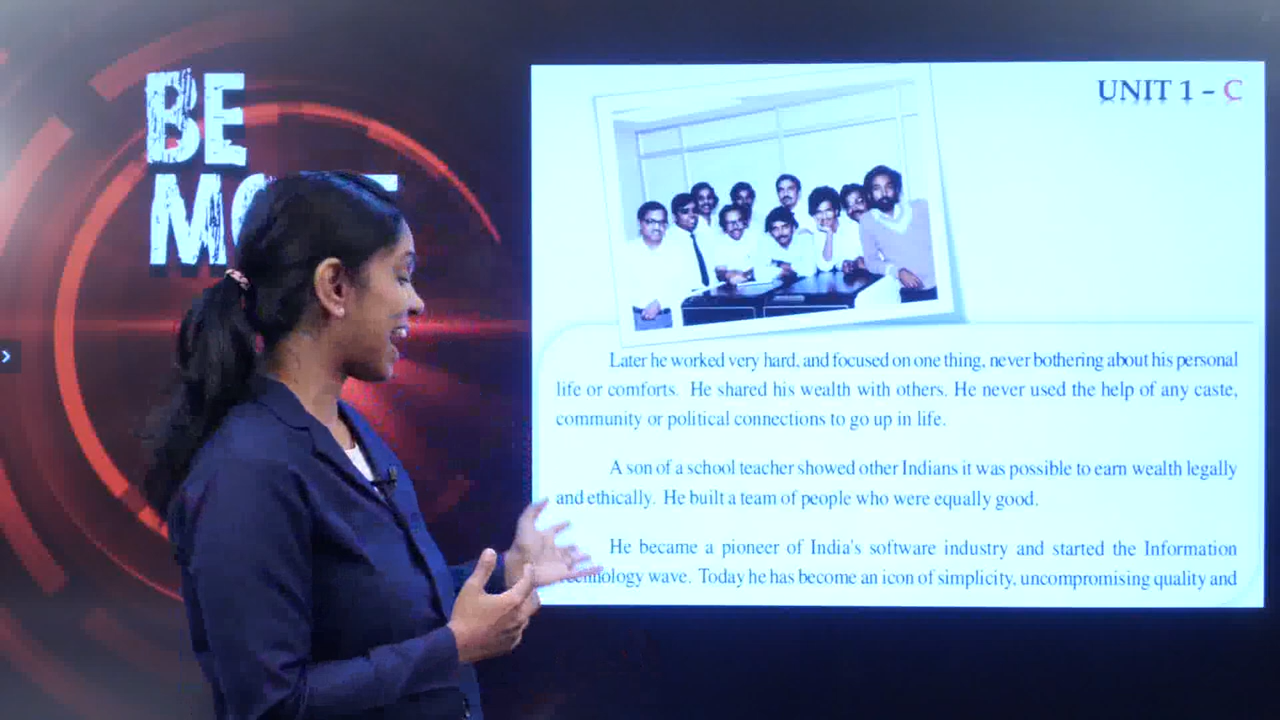 BE
UNIT 1 – C
Later he worked very hard, and focused on one thing, never bothering about his personal
life or comforts. He shared his wealth with others. He never used the help of any caste,
community or political connections to go up in life.
A son of a school teacher showed other Indians it was possible to earn wealth legally
and ethically. He built a team of people who were equally good.
He became a pioneer of India's software industry and started the Information
wave. Today he has become an icon of simplicity, uncompromising quality and